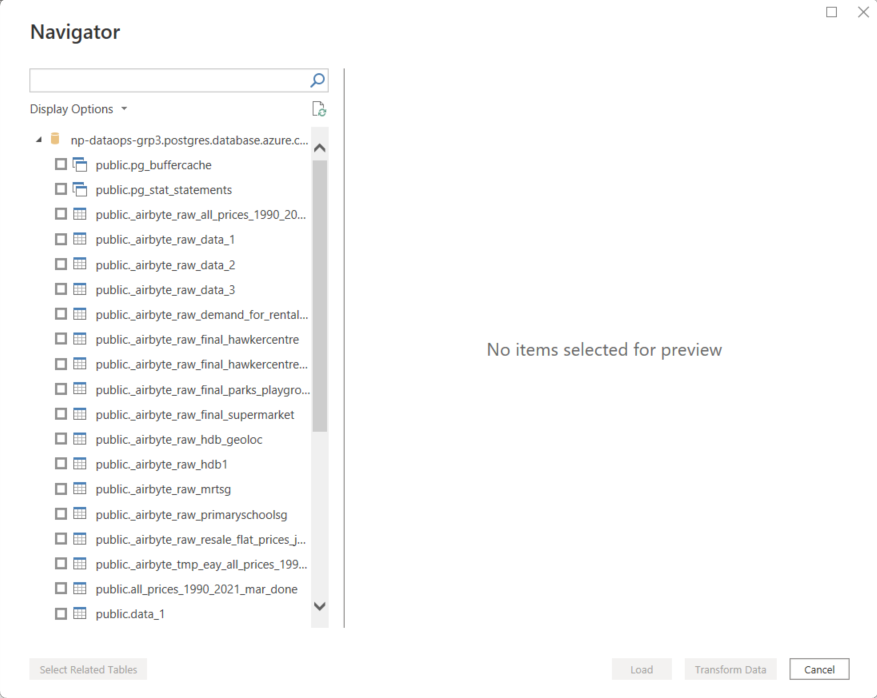 Navigator
Display Options
np-dataops-grp3.postgres.database.azure.c...
public.pg_buffercache
public.pg_stat_statements
public._airbyte_raw_all_prices_1990_20...
public._airbyte_raw_data_1
public._airbyte_raw_data_2
public._airbyte_raw_data_3
public._airbyte_raw_demand_for_rental...
public._airbyte_raw_final_hawkercentre
public._airbyte_raw_final_hawkercentre...
public._airbyte_raw_final_parks_playgro...
public._airbyte_raw_final_supermarket
public._airbyte_raw_hdb_geoloc
public._airbyte_raw_hdb1
public._airbyte_raw_mrtsg
public._airbyte_raw_primaryschoolsg
public._airbyte_raw_resale_flat_prices_j...
public._airbyte_tmp_eay_all_prices_199...
public.all_prices_1990_2021_mar_done
public.data_1
No items selected for preview
Select Related Tables
Load
Transform Data
Cancel